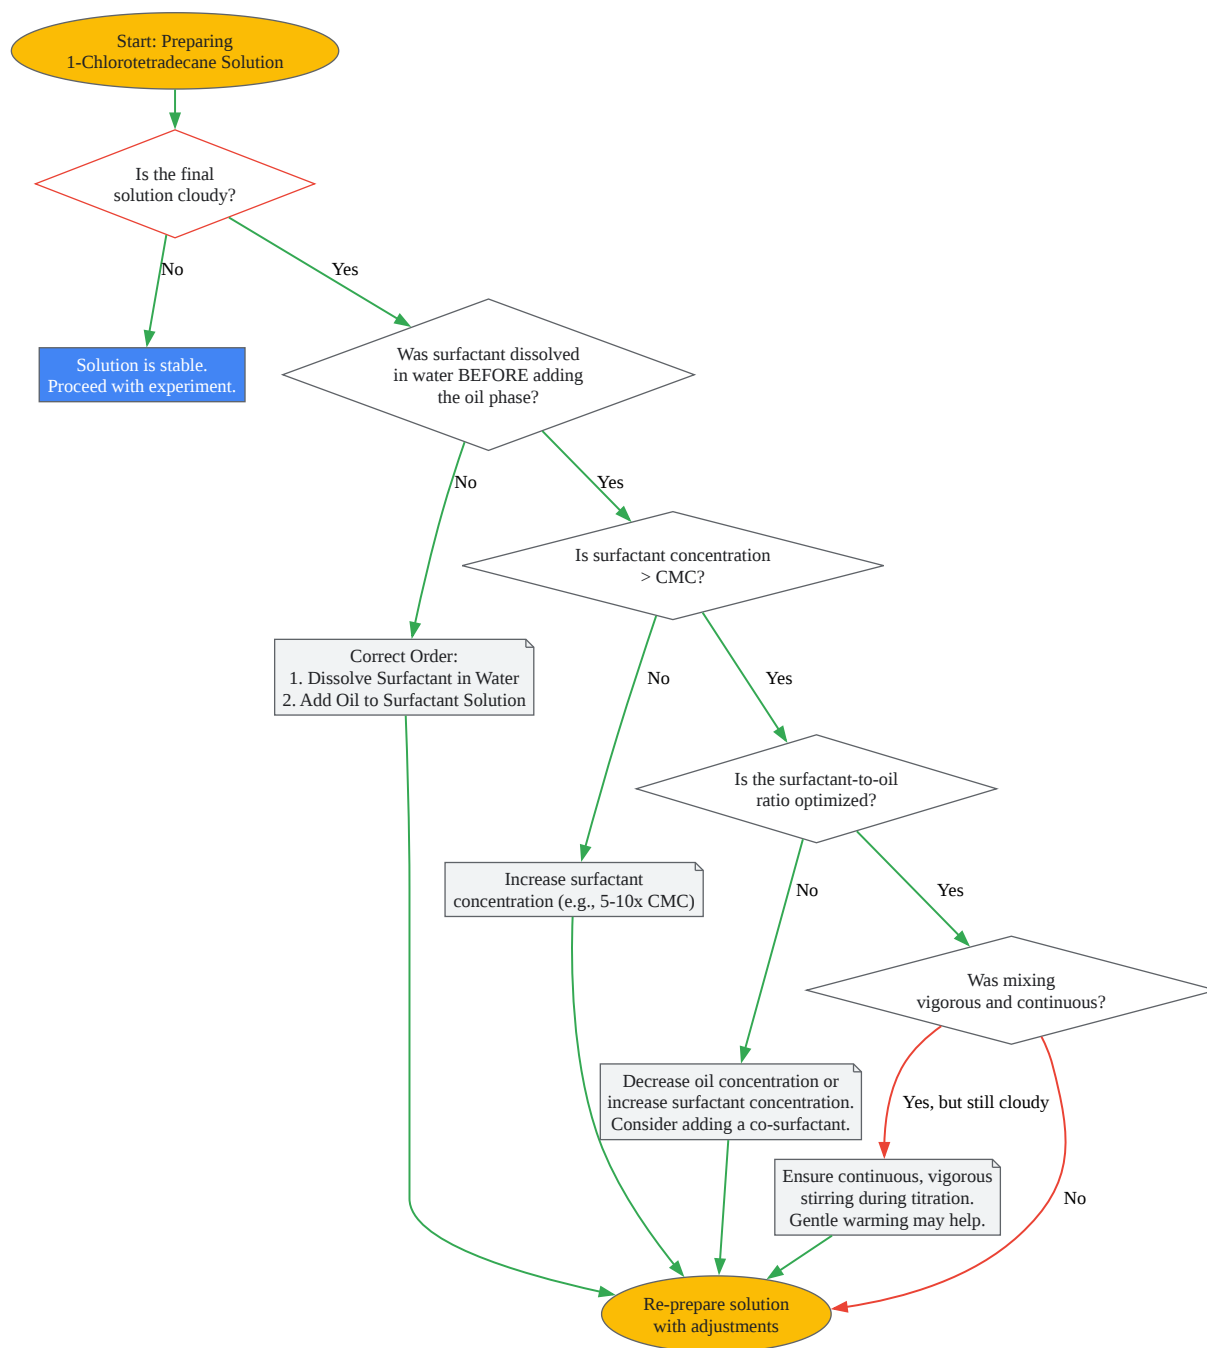 Start: Preparing
1-Chlorotetradecane Solution
Is the final
solution cloudy?
No
Yes
Solution is stable.
Proceed with experiment.
Was surfactant dissolved
in water BEFORE adding
the oil phase?
No
Yes
Is surfactant concentration
> CMC?
Correct Order:
1. Dissolve Surfactant in Water
2. Add Oil to Surfactant Solution
No
Yes
Is the surfactant-to-oil
ratio optimized?
Increase surfactant
concentration (e.g., 5-10x CMC)
No
Yes
Was mixing
vigorous and continuous?
Decrease oil concentration or
increase surfactant concentration.
Consider adding a co-surfactant.
Yes, but still cloudy
Ensure continuous, vigorous
stirring during titration.
Gentle warming may help.
No
Re-prepare solution
with adjustments